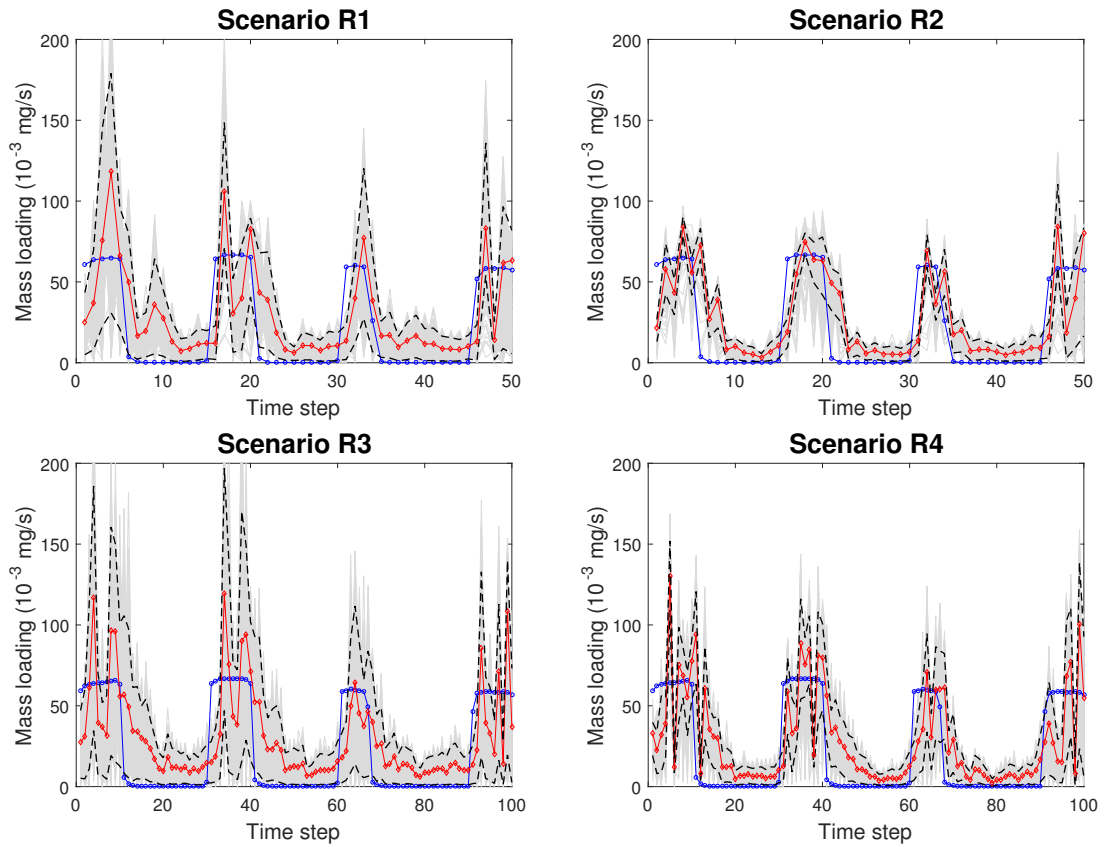 Scenario R1
Mass loading (10⁻³ mg/s)
200
150
100
50
0
0 10 20 30 40 50
Time step
Scenario R2
Mass loading (10⁻³ mg/s)
200
150
100
50
0
0 10 20 30 40 50
Time step
Scenario R3
Mass loading (10⁻³ mg/s)
200
150
100
50
0
0 20 40 60 80 100
Time step
Scenario R4
Mass loading (10⁻³ mg/s)
200
150
100
50
0
0 20 40 60 80 100
Time step